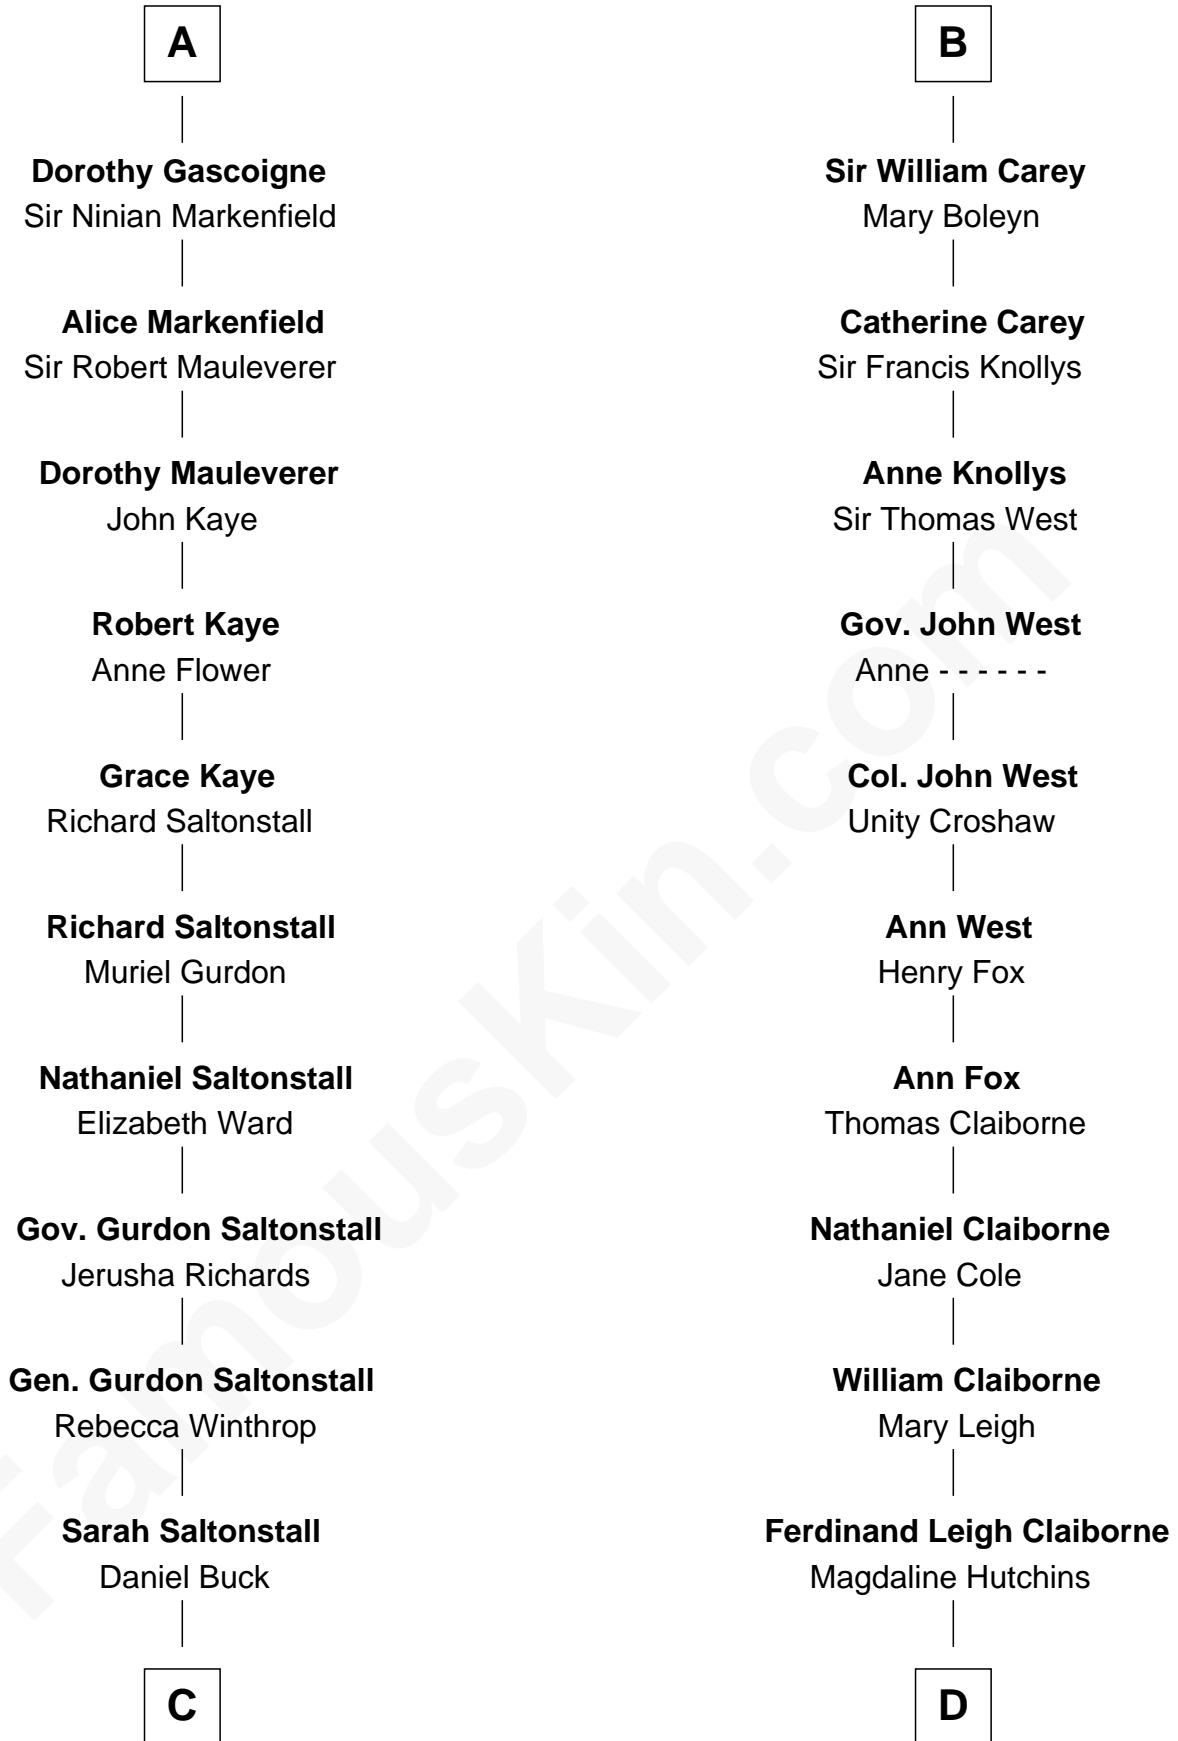 A
Dorothy Gascoigne
Sir Ninian Markenfield
Alice Markenfield
Sir Robert Mauleverer
Dorothy Mauleverer
John Kaye
Robert Kaye
Anne Flower
Grace Kaye
Richard Saltonstall
Richard Saltonstall
Muriel Gurdon
Nathaniel Saltonstall
Elizabeth Ward
Gov. Gurdon Saltonstall
Jerusha Richards
Gen. Gurdon Saltonstall
Rebecca Winthrop
Sarah Saltonstall
Daniel Buck
C
B
Sir William Carey
Mary Boleyn
Catherine Carey
Sir Francis Knollys
Anne Knollys
Sir Thomas West
Gov. John West
Anne - - - - - -
Col. John West
Unity Croshaw
Ann West
Henry Fox
Ann Fox
Thomas Claiborne
Nathaniel Claiborne
Jane Cole
William Claiborne
Mary Leigh
Ferdinand Leigh Claiborne
Magdaline Hutchins
D
FamousKin.com